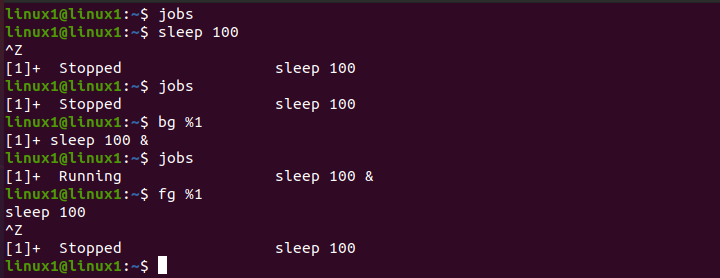 linux1@linux1:~$ jobs
linux1@linux1:~$ sleep 100
^Z
[1]+  Stopped                 sleep 100
linux1@linux1:~$ jobs
[1]+  Stopped                 sleep 100
linux1@linux1:~$ bg %1
[1]+ sleep 100 &
linux1@linux1:~$ jobs
[1]+  Running                 sleep 100 &
linux1@linux1:~$ fg %1
sleep 100
^Z
[1]+  Stopped                 sleep 100
linux1@linux1:~$